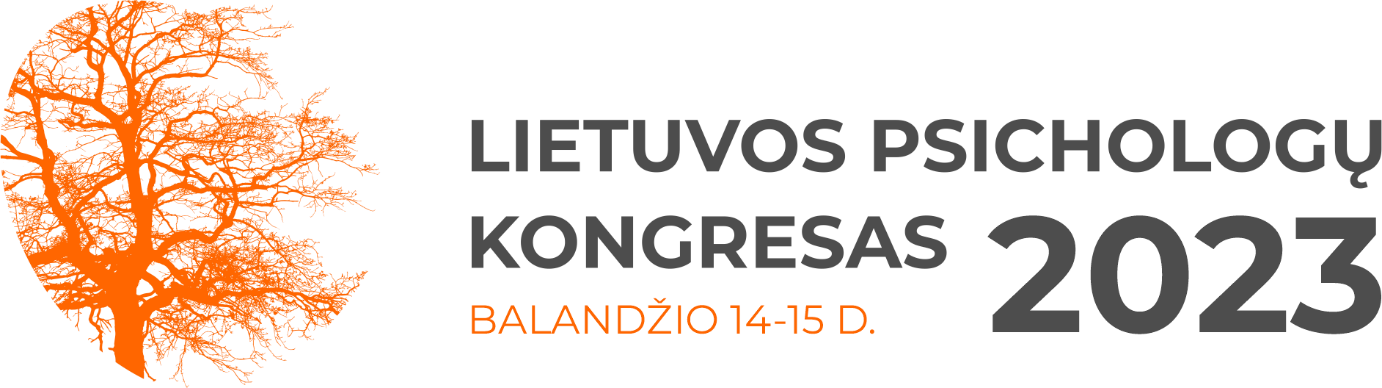 LIETUVOS PSICHOLOGŲ
KONGRESAS 2023
BALANDŽIO 14-15 D.